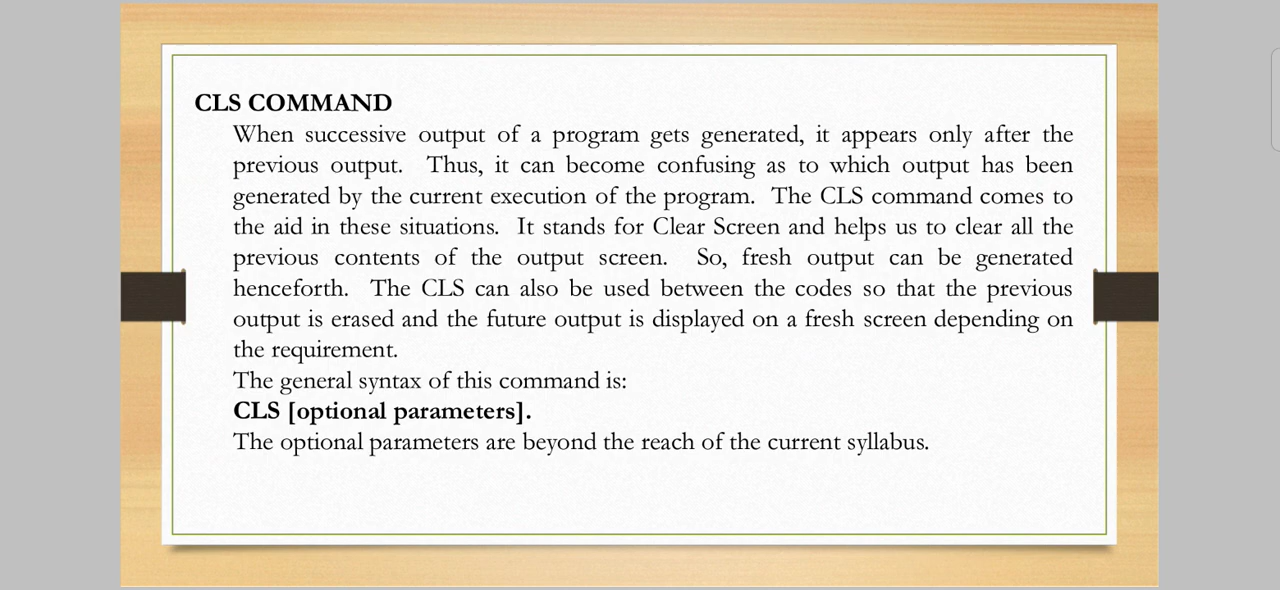 CLS COMMAND
When successive output of a program gets generated, it appears only after the
previous output. Thus, it can become confusing as to which output has been
generated by the current execution of the program. The CLS command comes to
the aid in these situations. It stands for Clear Screen and helps us to clear all the
previous contents of the output screen. So, fresh output can be generated
henceforth. The CLS can also be used between the codes so that the previous
output is erased and the future output is displayed on a fresh screen depending on
the requirement.
The general syntax of this command is:
CLS [optional parameters].
The optional parameters are beyond the reach of the current syllabus.